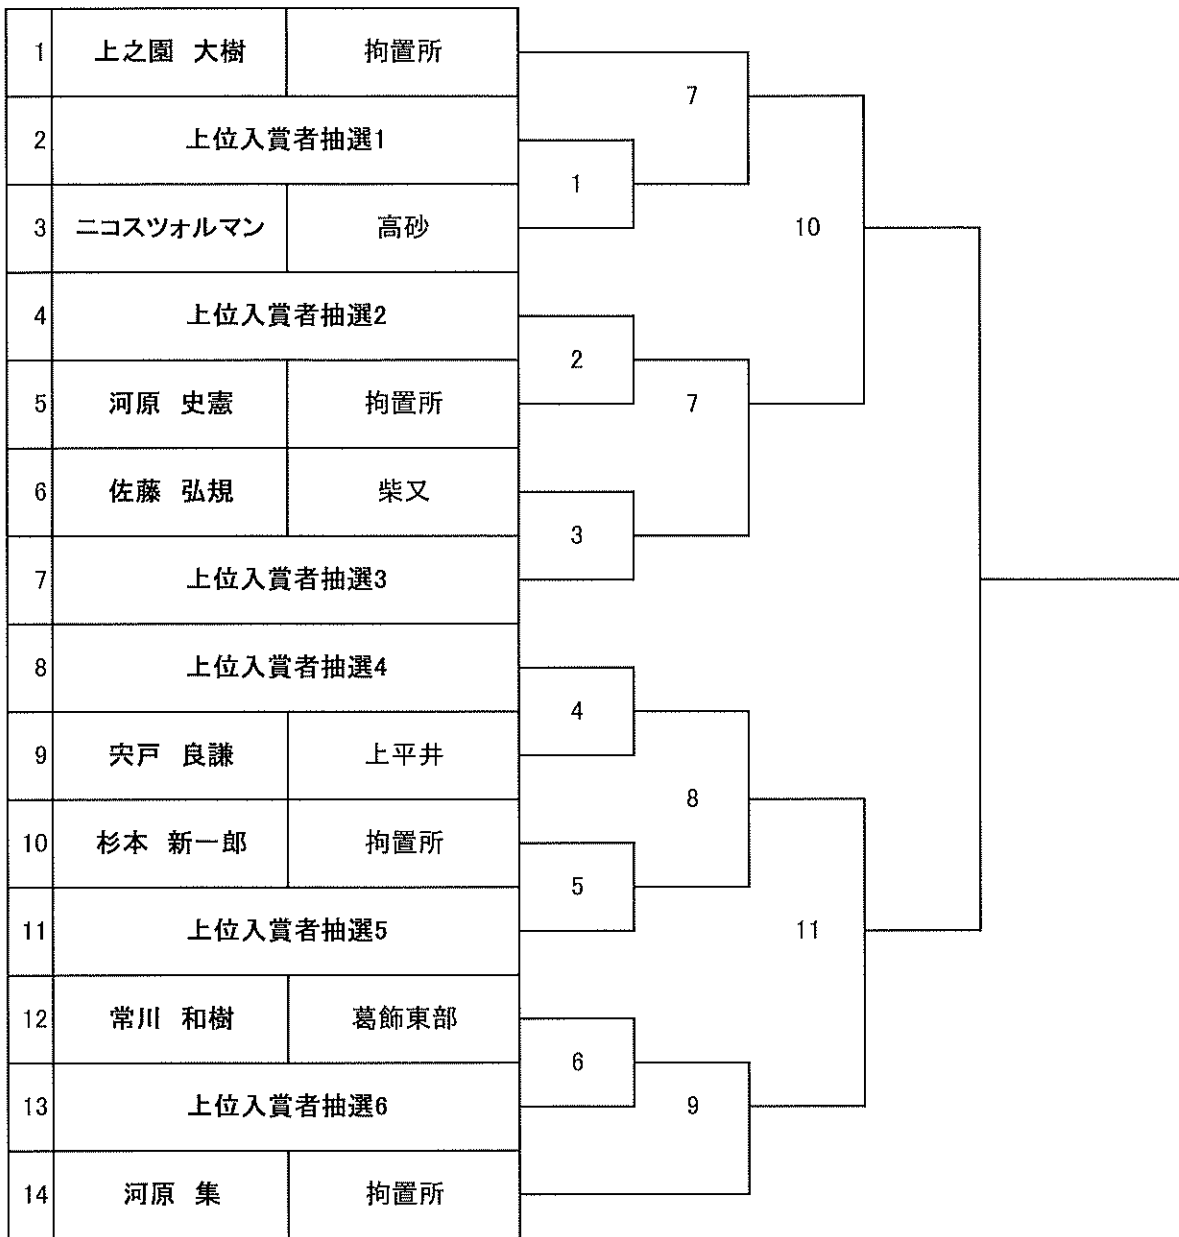 1 上之園 大樹 拘置所
7
2 上位入賞者抽選1
1
3 ニコスツォルマン 高砂
10
4 上位入賞者抽選2
2
5 河原 史憲 拘置所
7
6 佐藤 弘規 柴又
3
7 上位入賞者抽選3
8 上位入賞者抽選4
4
9 宍戸 良謙 上平井
8
10 杉本 新一郎 拘置所
5
11 上位入賞者抽選5
11
12 常川 和樹 葛飾東部
6
13 上位入賞者抽選6
9
14 河原 集 拘置所